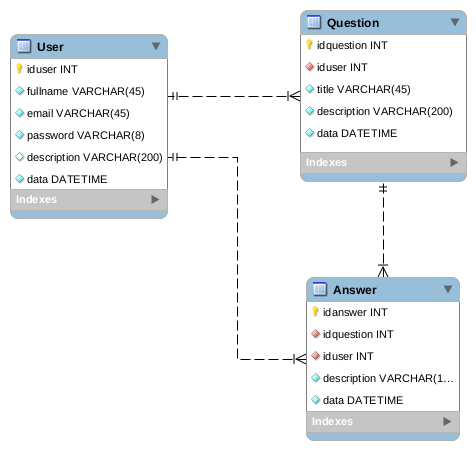 User
iduser INT
fullname VARCHAR(45)
email VARCHAR(45)
password VARCHAR(8)
description VARCHAR(200)
data DATETIME
Indexes
Question
idquestion INT
iduser INT
title VARCHAR(45)
description VARCHAR(200)
data DATETIME
Indexes
Answer
idanswer INT
idquestion INT
iduser INT
description VARCHAR(1...
data DATETIME
Indexes